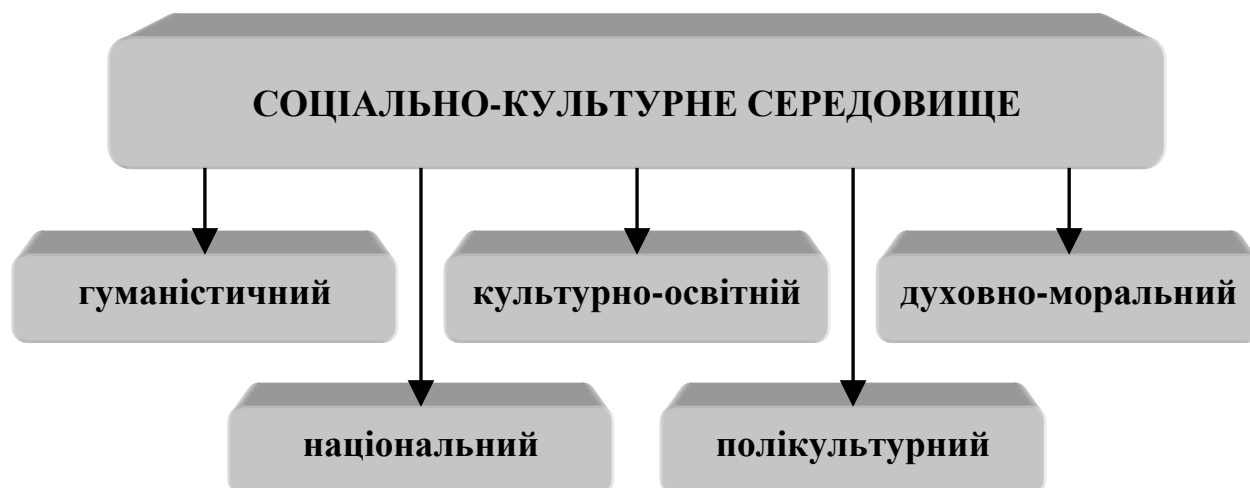 СОЦІАЛЬНО-КУЛЬТУРНЕ СЕРЕДОВИЩЕ
гуманістичний
культурно-освітній
духовно-моральний
національний
полікультурний